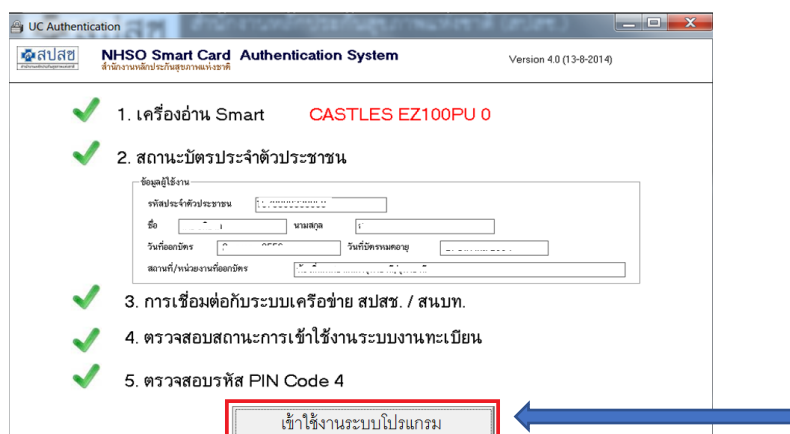 UC Authentication
สปสช NHSO Smart Card Authentication System Version 4.0 (13-8-2014)
สำนักงานหลักประกันสุขภาพแห่งชาติ
1. เครื่องอ่าน Smart CASTLES EZ100PU 0
2. สถานะบัตรประจำตัวประชาชน
ข้อมูลผู้ใช้งาน
รหัสประจำตัวประชาชน
ชื่อ นามสกุล
วันที่ออกบัตร วันที่บัตรหมดอายุ
สถานที่/หน่วยงานที่ออกบัตร
3. การเชื่อมต่อกับระบบเครือข่าย สปสช. / สนบท.
4. ตรวจสอบสถานะการเข้าใช้งานระบบงานทะเบียน
5. ตรวจสอบรหัส PIN Code 4
เข้าใช้งานระบบโปรแกรม